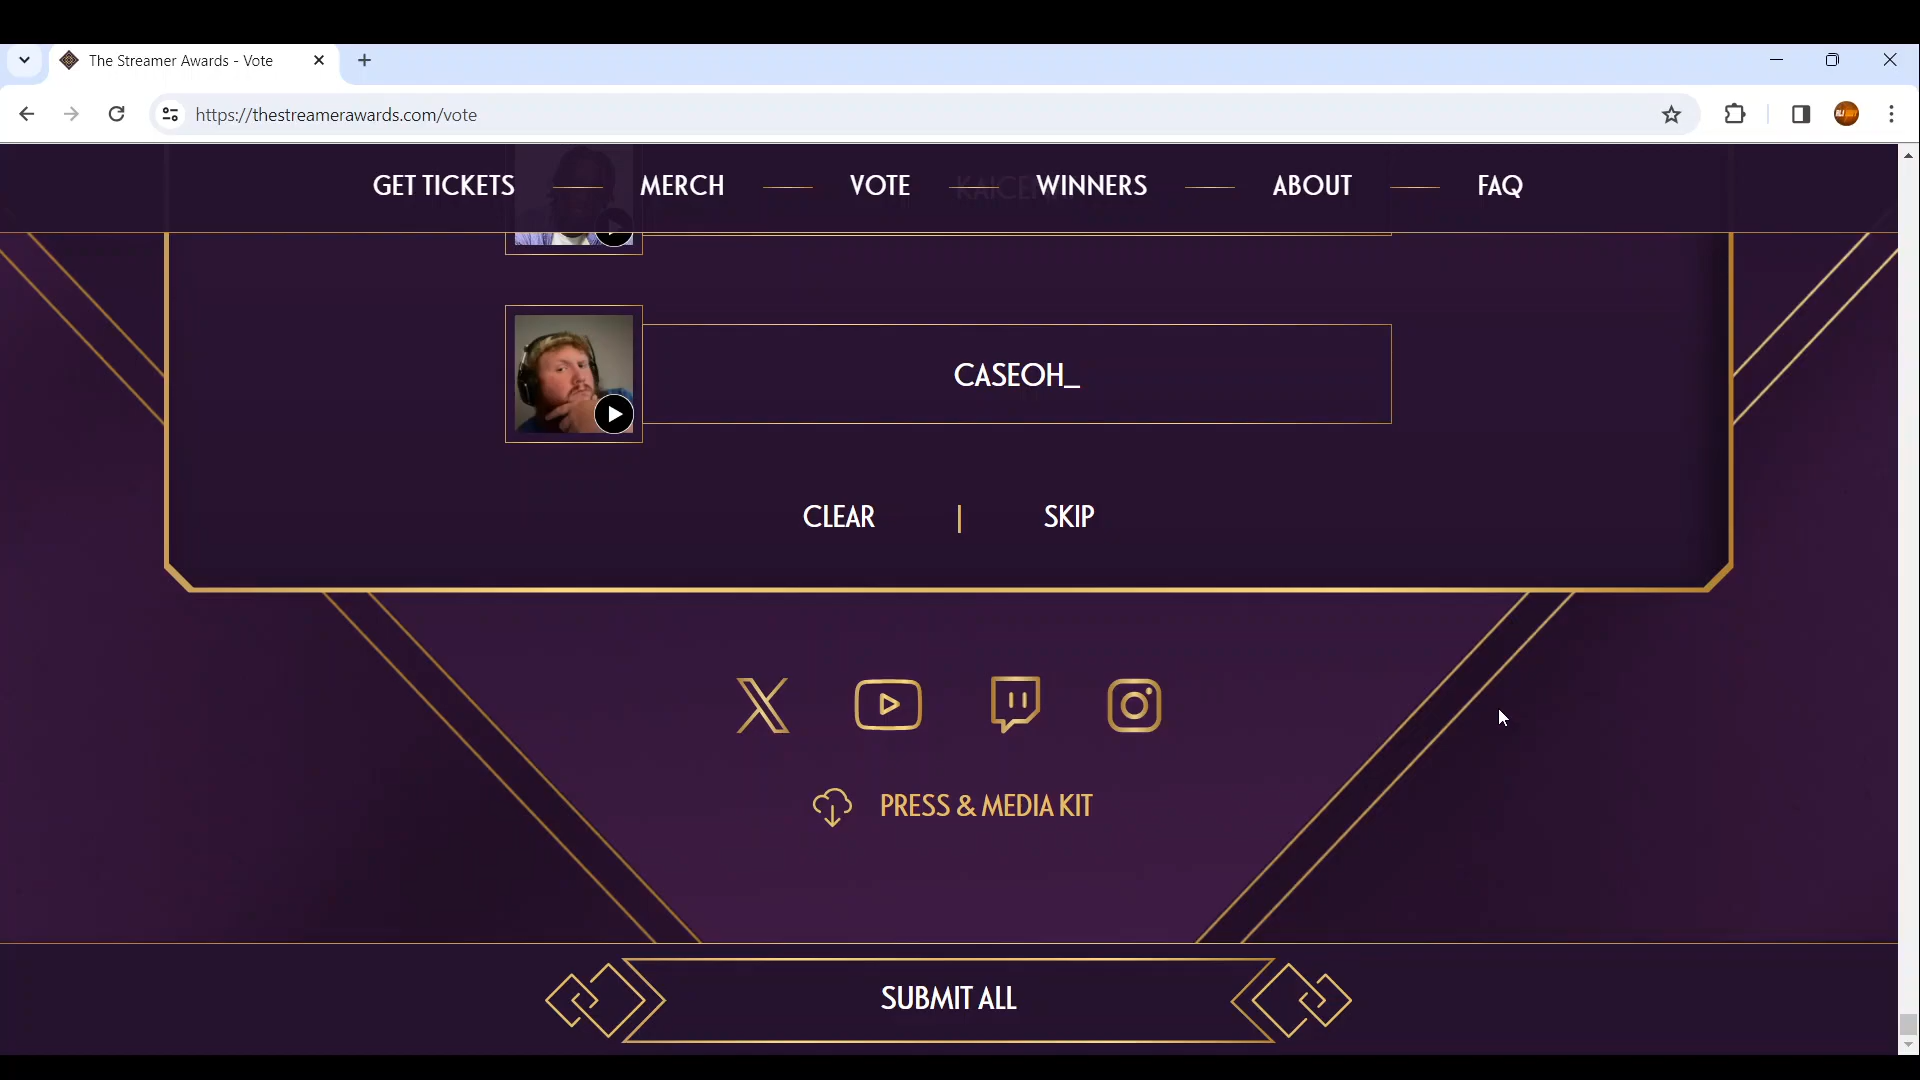 The Streamer Awards - Vote
https://thestreamerawards.com/vote
GET TICKETS MERCH VOTE WINNERS ABOUT FAQ
CASEOH_
CLEAR | SKIP
PRESS & MEDIA KIT
SUBMIT ALL